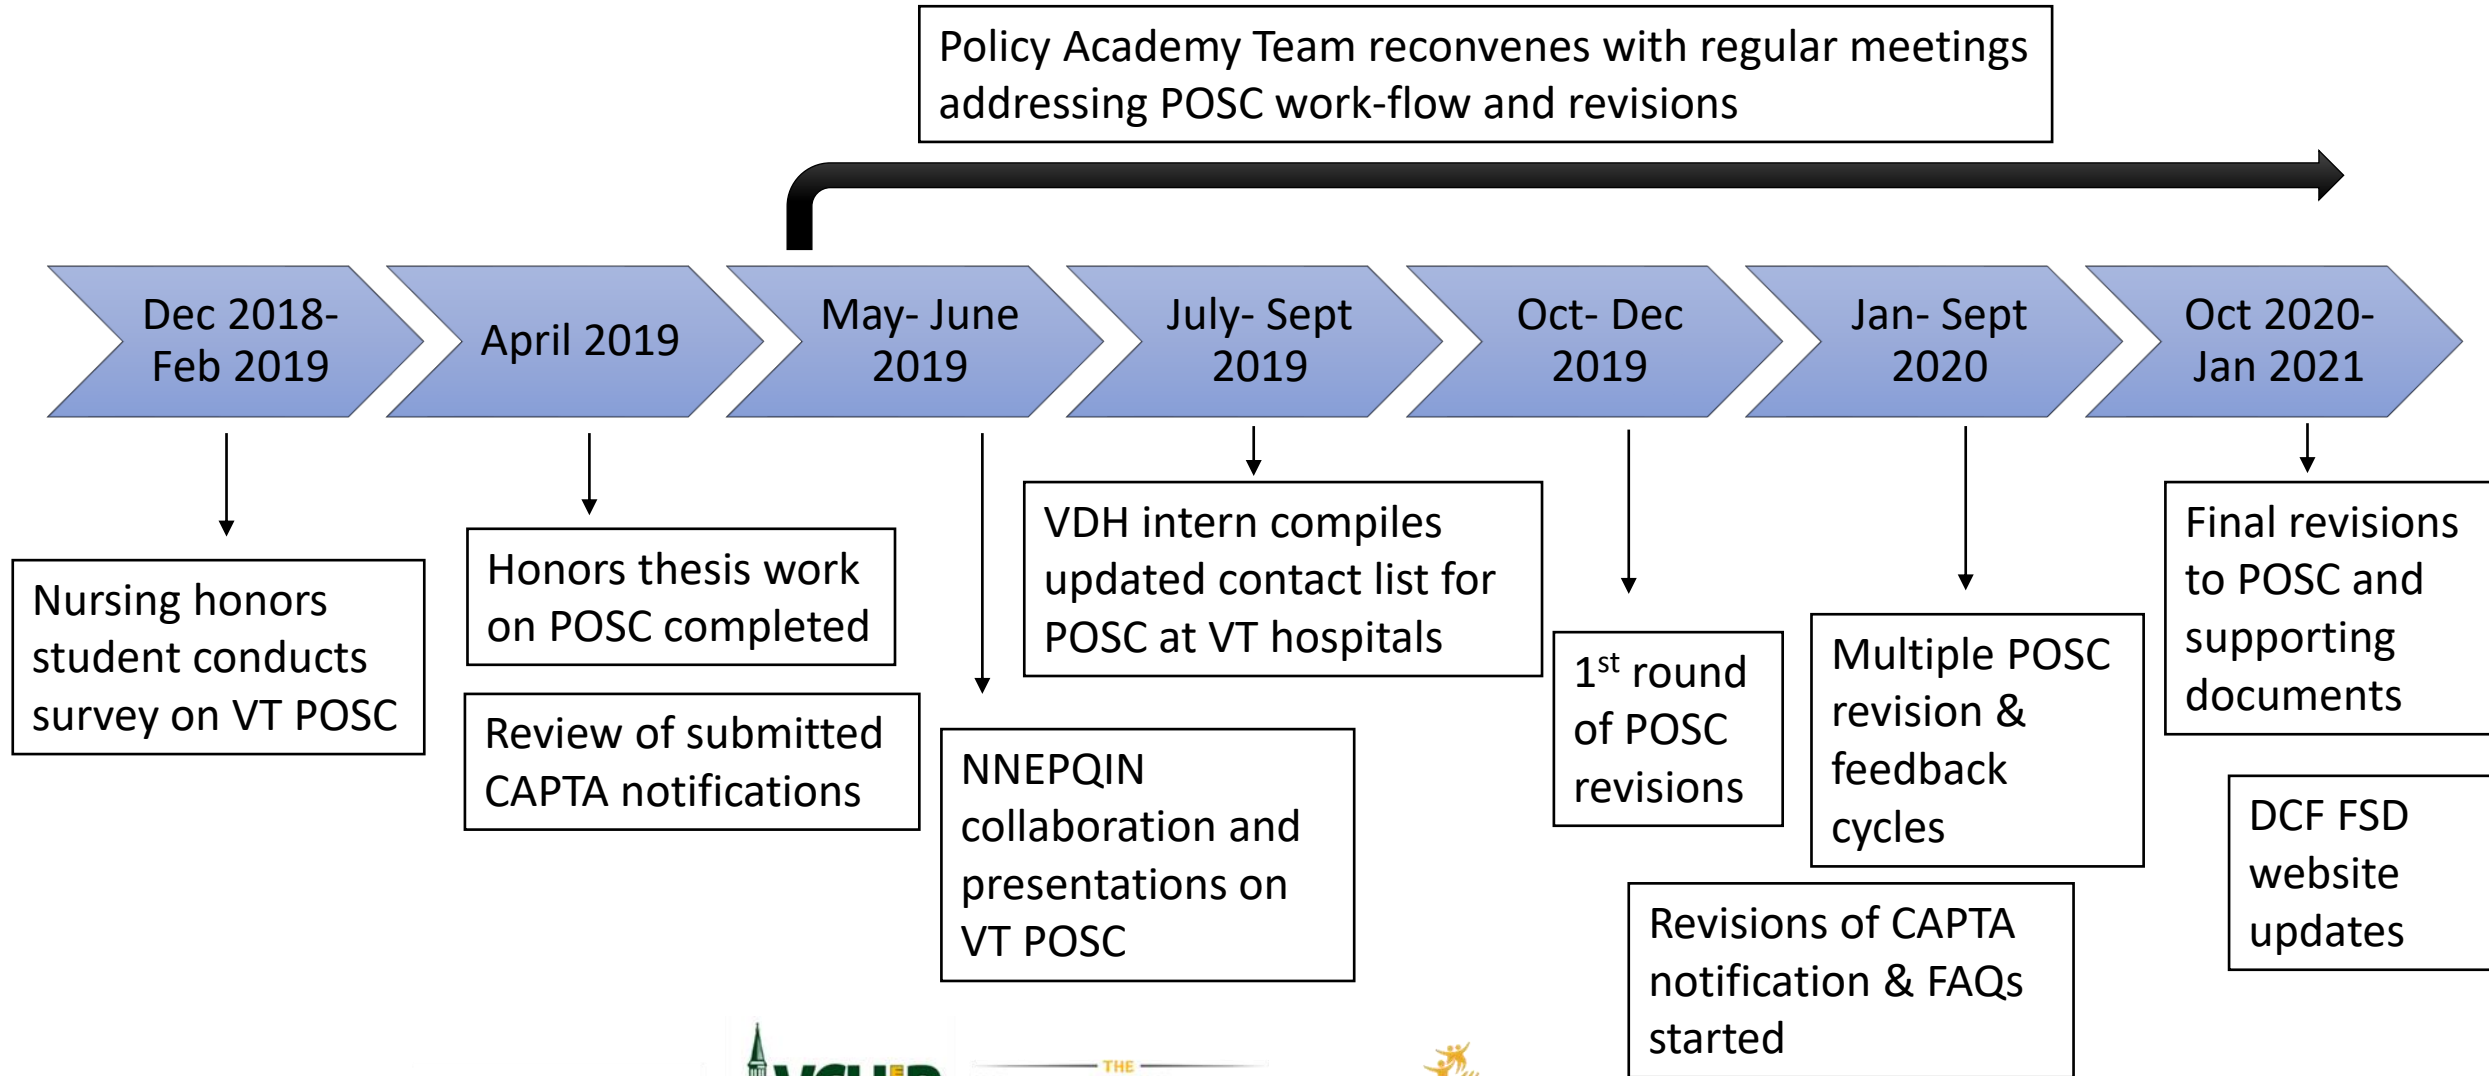 Policy Academy Team reconvenes with regular meetings
addressing POSC work-flow and revisions
Dec 2018-
Feb 2019
April 2019
May- June
2019
July- Sept
2019
Oct- Dec
2019
Jan- Sept
2020
Oct 2020-
Jan 2021
Nursing honors
student conducts
survey on VT POSC
Honors thesis work
on POSC completed
Review of submitted
CAPTA notifications
NNEPQIN
collaboration and
presentations on
VT POSC
VDH intern compiles
updated contact list for
POSC at VT hospitals
1st round
of POSC
revisions
Multiple POSC
revision &
feedback
cycles
Revisions of CAPTA
notification & FAQs
started
Final revisions
to POSC and
supporting
documents
DCF FSD
website
updates
THE